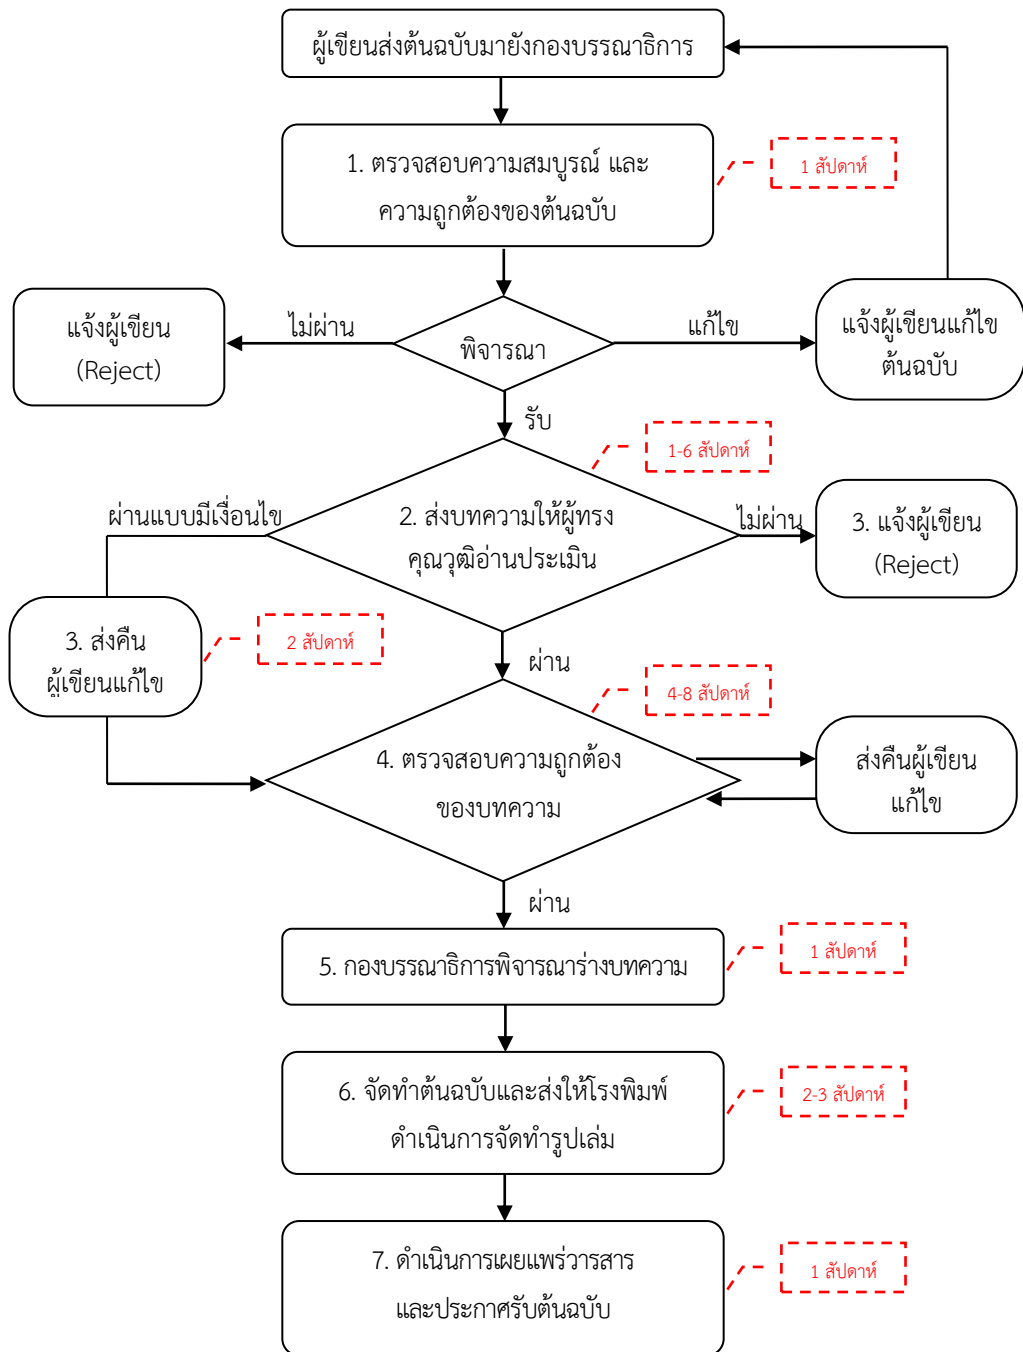 ผู้เขียนส่งต้นฉบับมายังกองบรรณาธิการ
1. ตรวจสอบความสมบูรณ์ และ
ความถูกต้องของต้นฉบับ
1 สัปดาห์
แจ้งผู้เขียน
(Reject)
ไม่ผ่าน
พิจารณา
แก้ไข
แจ้งผู้เขียนแก้ไข
ต้นฉบับ
รับ
1-6 สัปดาห์
ผ่านแบบมีเงื่อนไข
2. ส่งบทความให้ผู้ทรง
คุณวุฒิอ่านประเมิน
ไม่ผ่าน
3. แจ้งผู้เขียน
(Reject)
3. ส่งคืน
ผู้เขียนแก้ไข
2 สัปดาห์
ผ่าน
4-8 สัปดาห์
4. ตรวจสอบความถูกต้อง
ของบทความ
ส่งคืนผู้เขียน
แก้ไข
ผ่าน
5. กองบรรณาธิการพิจารณาร่างบทความ
1 สัปดาห์
6. จัดทำต้นฉบับและส่งให้โรงพิมพ์
ดำเนินการจัดทำรูปเล่ม
2-3 สัปดาห์
7. ดำเนินการเผยแพร่วารสาร
และประกาศรับต้นฉบับ
1 สัปดาห์